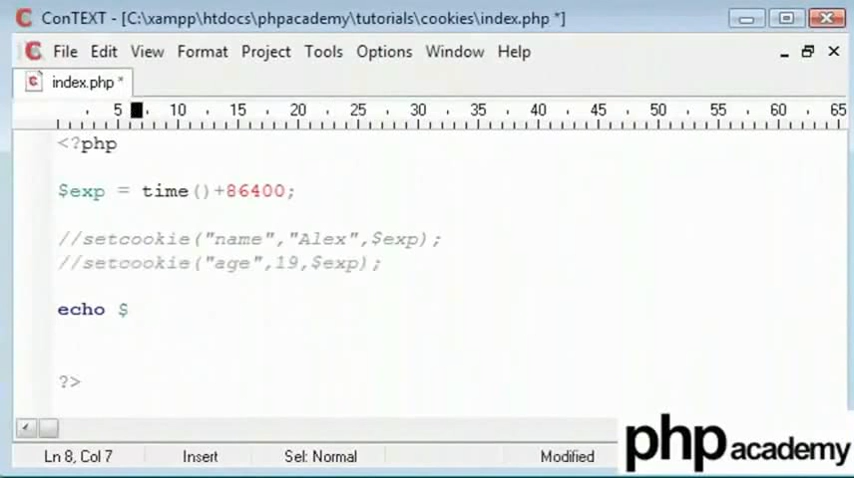 ConTEXT - [C:\xampp\htdocs\phpacademy\tutorials\cookies\index.php *]
File Edit View Format Project Tools Options Window Help
index.php *
5 10 15 20 25 30 35 40 45 50 55 60 65
<?php
$exp = time()+86400;
//setcookie("name","Alex",$exp);
//setcookie("age",19,$exp);
echo $
?>
Ln 8, Col 7 Insert Sel: Normal Modified
php academy